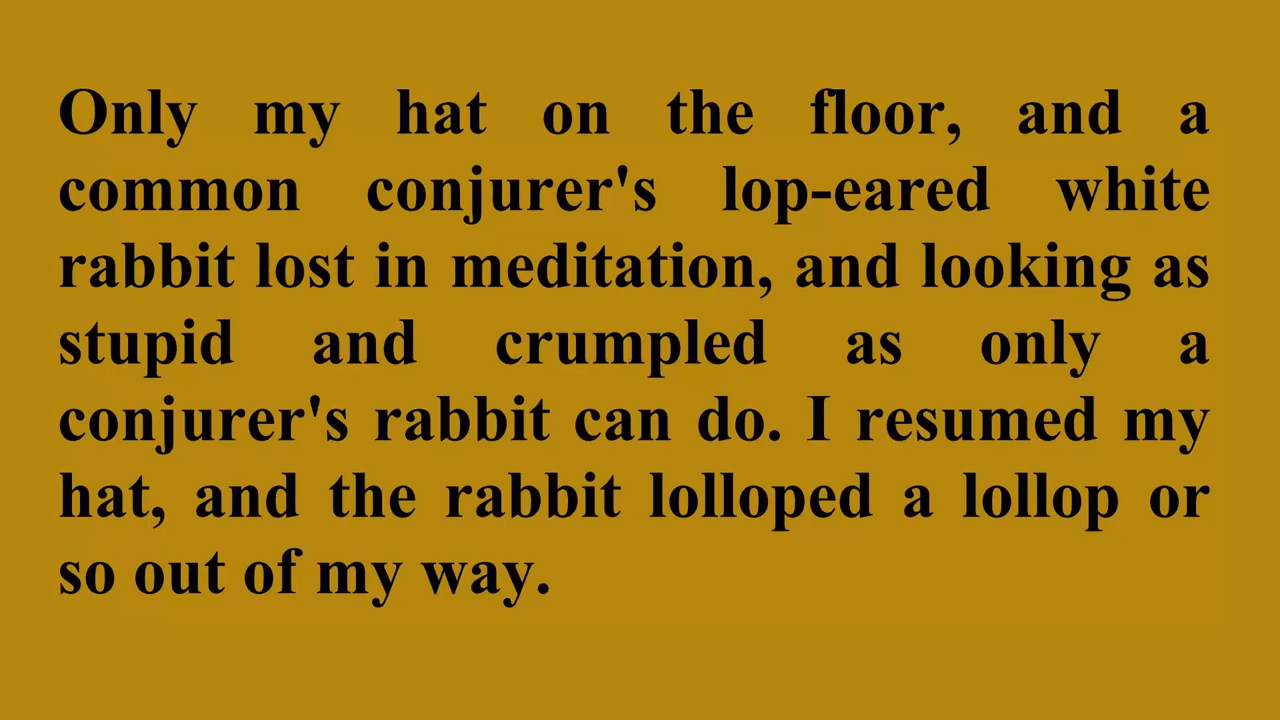 Only my hat on the floor, and a
common conjurer's lop-eared white
rabbit lost in meditation, and looking as
stupid and crumpled as only a
conjurer's rabbit can do. I resumed my
hat, and the rabbit lolloped a lollop or
so out of my way.